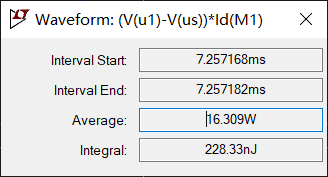 Waveform: (V(u1)-V(us))*Id(M1)
Interval Start: 7.257168ms
Interval End: 7.257182ms
Average: 16.309W
Integral: 228.33nJ